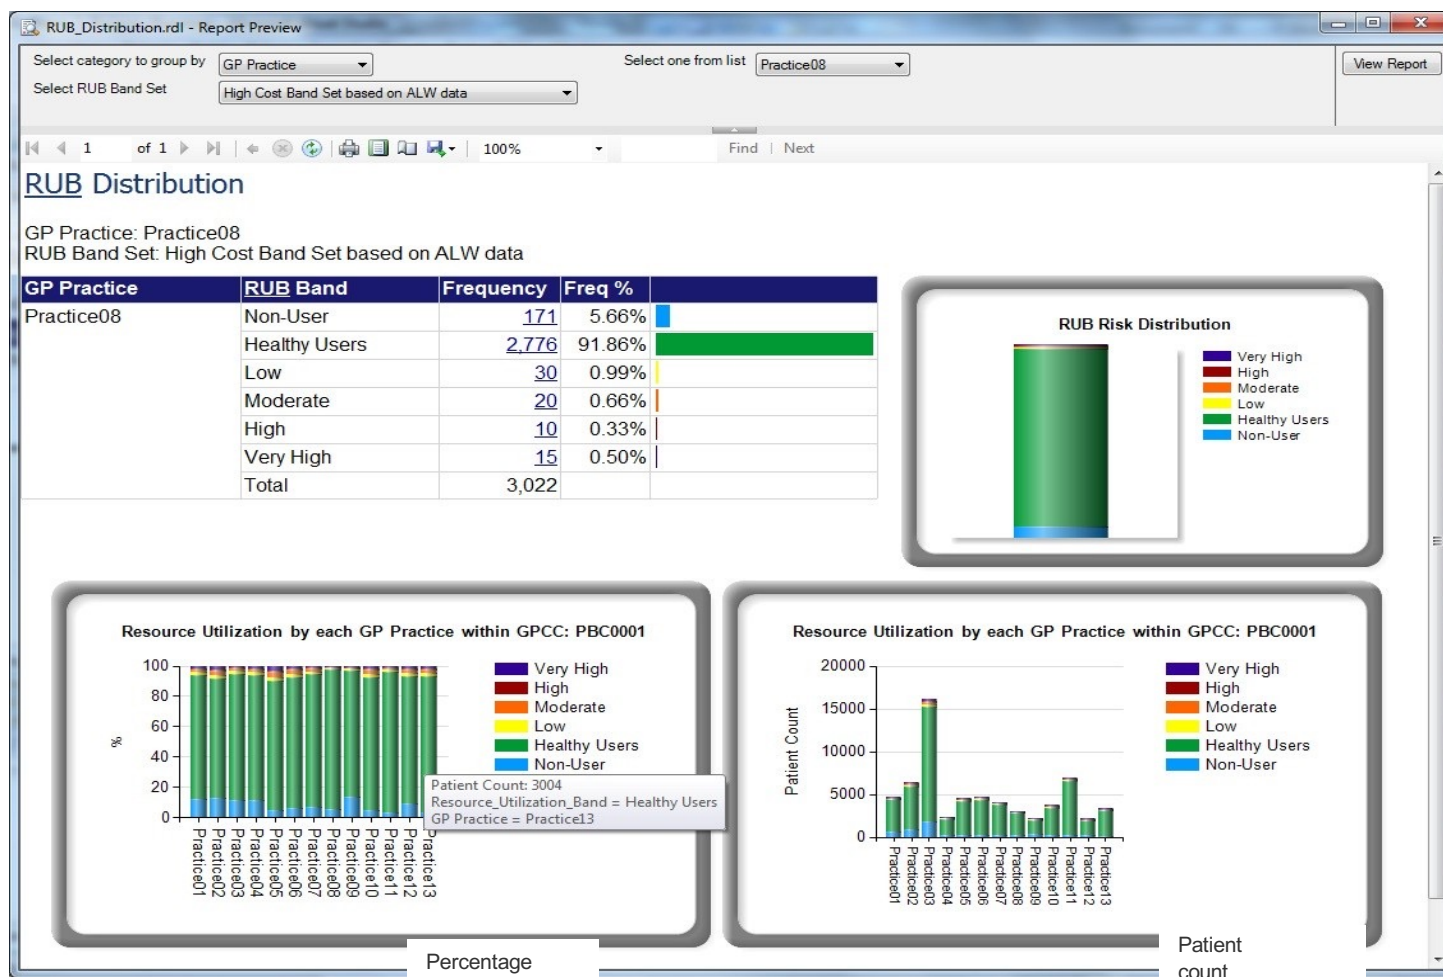 RUB_Distribution.rdl - Report Preview
Select category to group by GP Practice Select one from list Practice08 View Report
Select RUB Band Set High Cost Band Set based on ALW data
1 of 1 100% Find | Next
RUB Distribution
GP Practice: Practice08
RUB Band Set: High Cost Band Set based on ALW data
GP Practice RUB Band Frequency Freq %
Practice08 Non-User 171 5.66%
Healthy Users 2,776 91.86%
Low 30 0.99%
Moderate 20 0.66%
High 10 0.33%
Very High 15 0.50%
Total 3,022
RUB Risk Distribution
Very High
High
Moderate
Low
Healthy Users
Non-User
Resource Utilization by each GP Practice within GPCC: PBC0001
100
80
60
40
20
0
%
Practice01
Practice02
Practice03
Practice04
Practice05
Practice06
Practice07
Practice08
Practice09
Practice10
Practice11
Practice12
Practice13
Very High
High
Moderate
Low
Healthy Users
Non-User
Patient Count: 3004
Resource_Utilization_Band = Healthy Users
GP Practice = Practice13
Percentage
Resource Utilization by each GP Practice within GPCC: PBC0001
20000
15000
10000
5000
0
Patient Count
Practice01
Practice02
Practice03
Practice04
Practice05
Practice06
Practice07
Practice08
Practice09
Practice10
Practice11
Practice12
Practice13
Very High
High
Moderate
Low
Healthy Users
Non-User
Patient
count